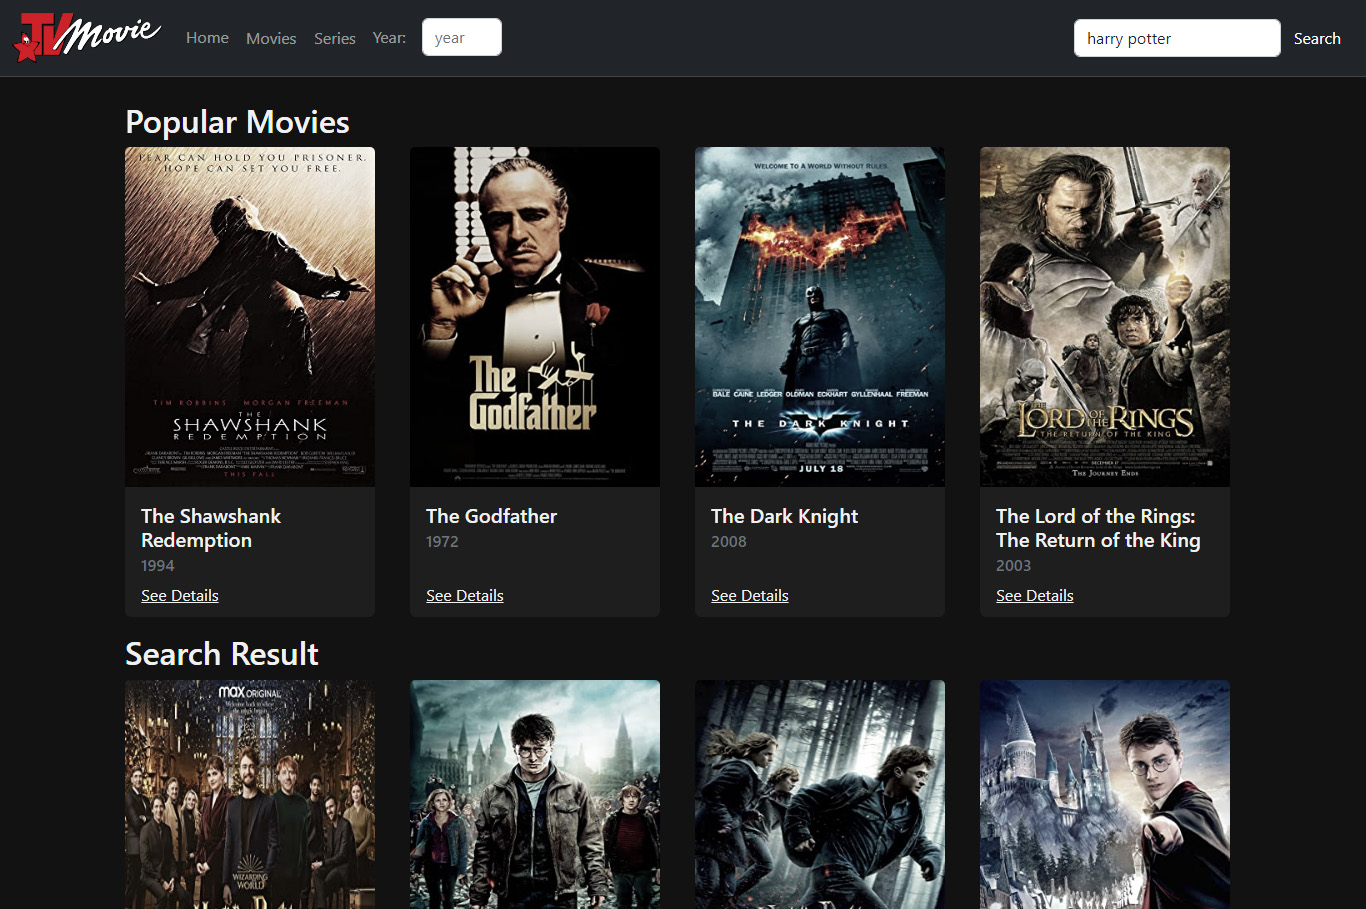 TV Movie
Home Movies Series Year: year
harry potter Search
Popular Movies
FEAR CAN HOLD YOU PRISONER.
HOPE CAN SET YOU FREE.
TIM ROBBINS MORGAN FREEMAN
THE
SHAWSHANK
REDEMPTION
THIS FALL
The Shawshank
Redemption
1994
See Details
The
Godfather
The Godfather
1972
See Details
WELCOME TO A WORLD WITHOUT RULES.
BALE CAINE LEDGER OLDMAN ECKHART GYLLENHAAL FREEMAN
THE DARK KNIGHT
JULY 18
The Dark Knight
2008
See Details
THE
LORD OF THE RINGS
THE RETURN OF THE KING
THE JOURNEY ENDS
The Lord of the Rings:
The Return of the King
2003
See Details
Search Result
max ORIGINAL
WIZARDING
WORLD